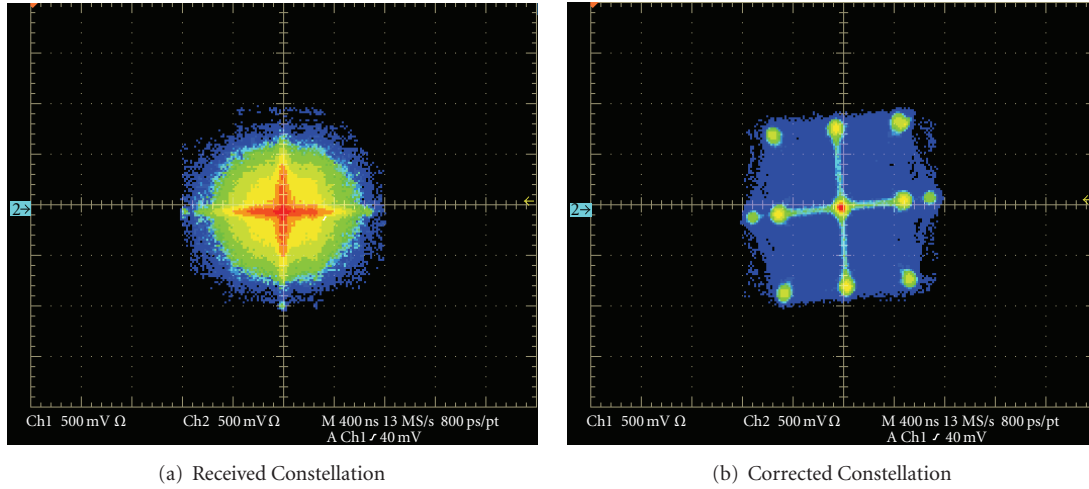 2→
Ch1 500 mV Ω Ch2 500 mV Ω M 400 ns 13 MS/s 800 ps/pt
A Ch1 ⁄ 40 mV
(a) Received Constellation
2→
Ch1 500 mV Ω Ch2 500 mV Ω M 400 ns 13 MS/s 800 ps/pt
A Ch1 ⁄ 40 mV
(b) Corrected Constellation